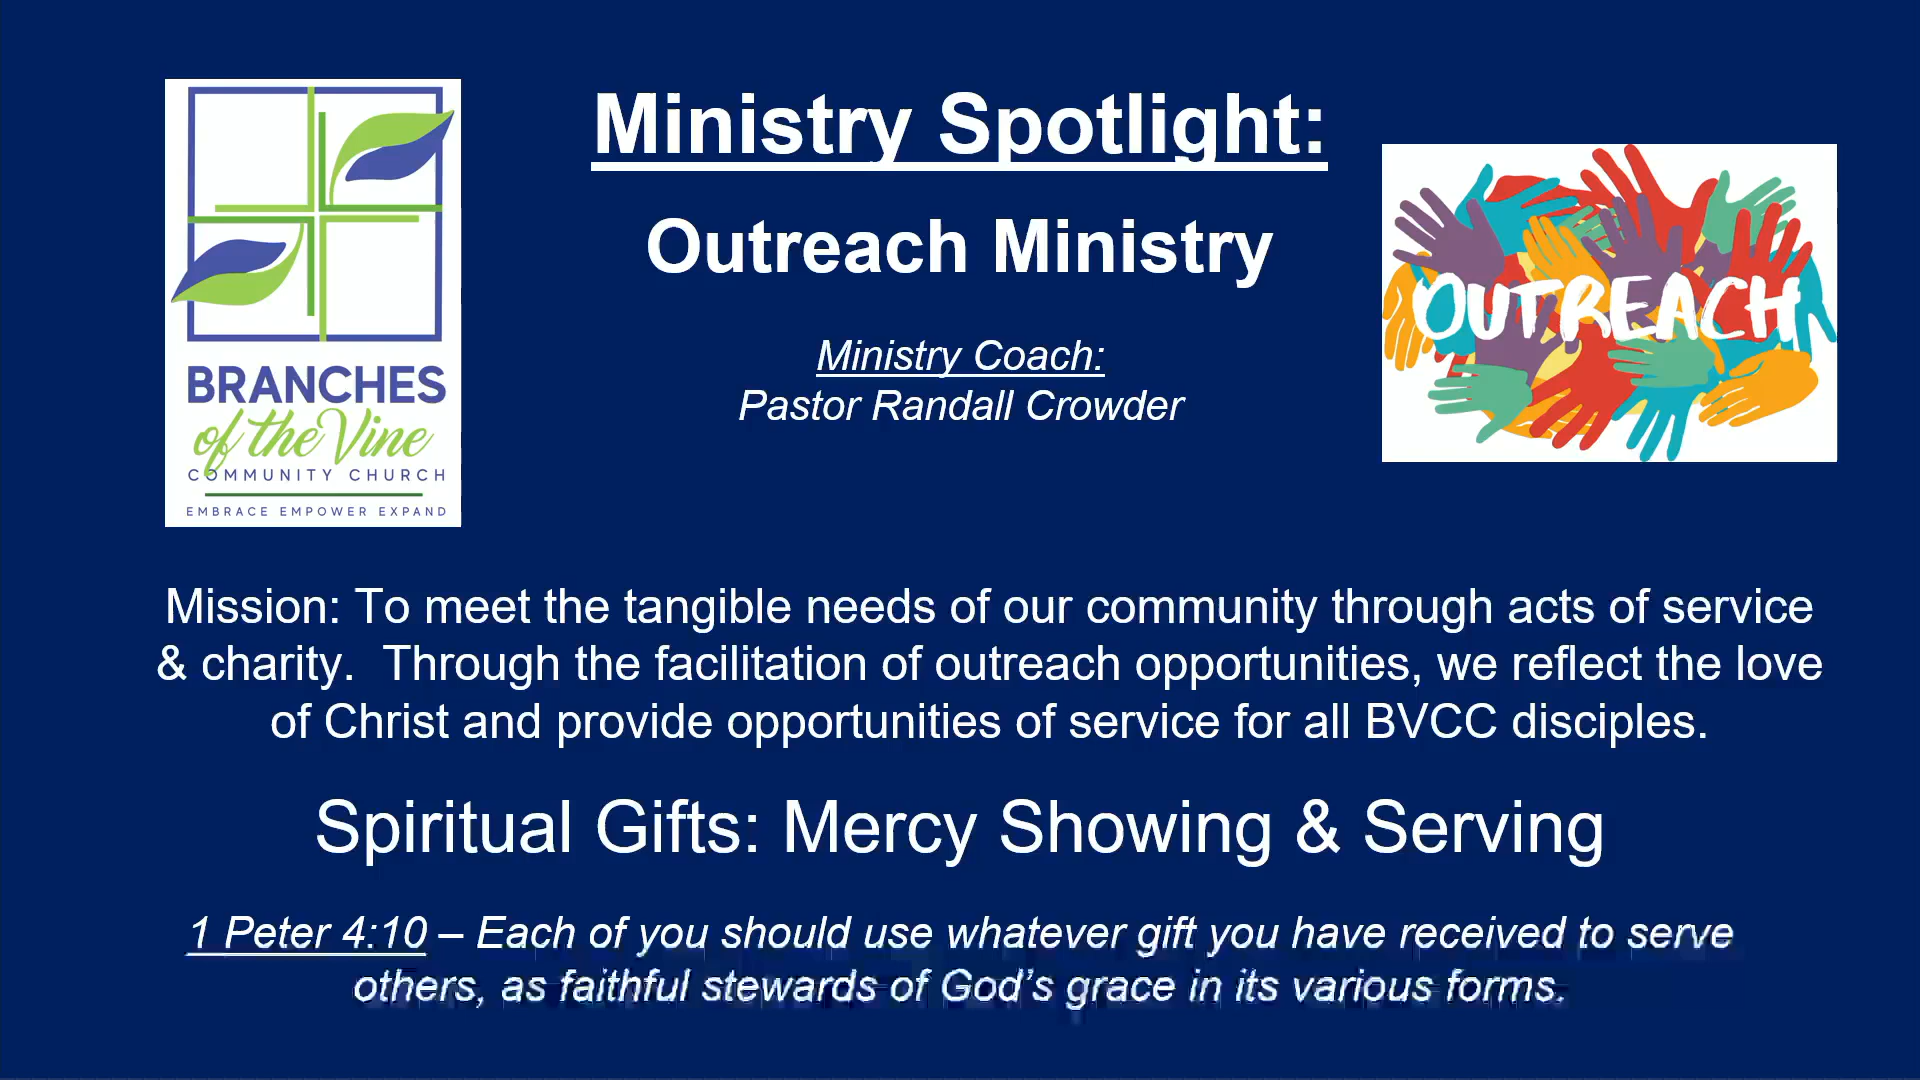 Ministry Spotlight:
Outreach Ministry
Ministry Coach:
Pastor Randall Crowder
BRANCHES
of the Vine
COMMUNITY CHURCH
EMBRACE EMPOWER EXPAND
OUTREACH
Mission: To meet the tangible needs of our community through acts of service
& charity.  Through the facilitation of outreach opportunities, we reflect the love
of Christ and provide opportunities of service for all BVCC disciples.
Spiritual Gifts: Mercy Showing & Serving
1 Peter 4:10 – Each of you should use whatever gift you have received to serve
others, as faithful stewards of God’s grace in its various forms.